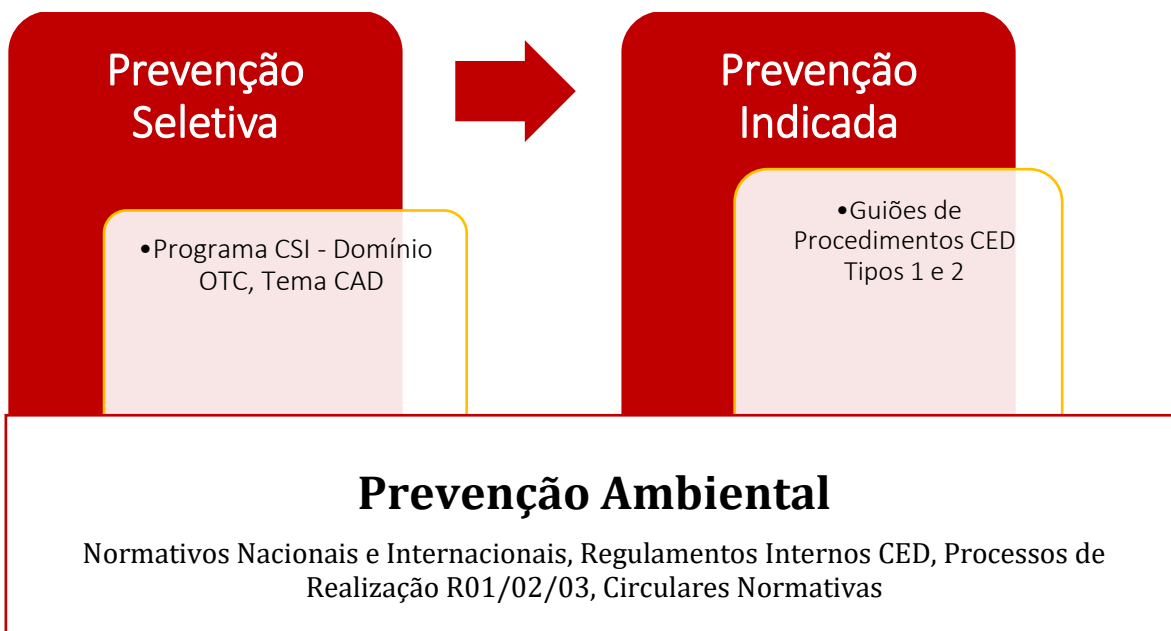 Prevenção
Seletiva
•Programa CSI - Domínio
OTC, Tema CAD
Prevenção
Indicada
•Guiões de
Procedimentos CED
Tipos 1 e 2
Prevenção Ambiental
Normativos Nacionais e Internacionais, Regulamentos Internos CED, Processos de
Realização R01/02/03, Circulares Normativas